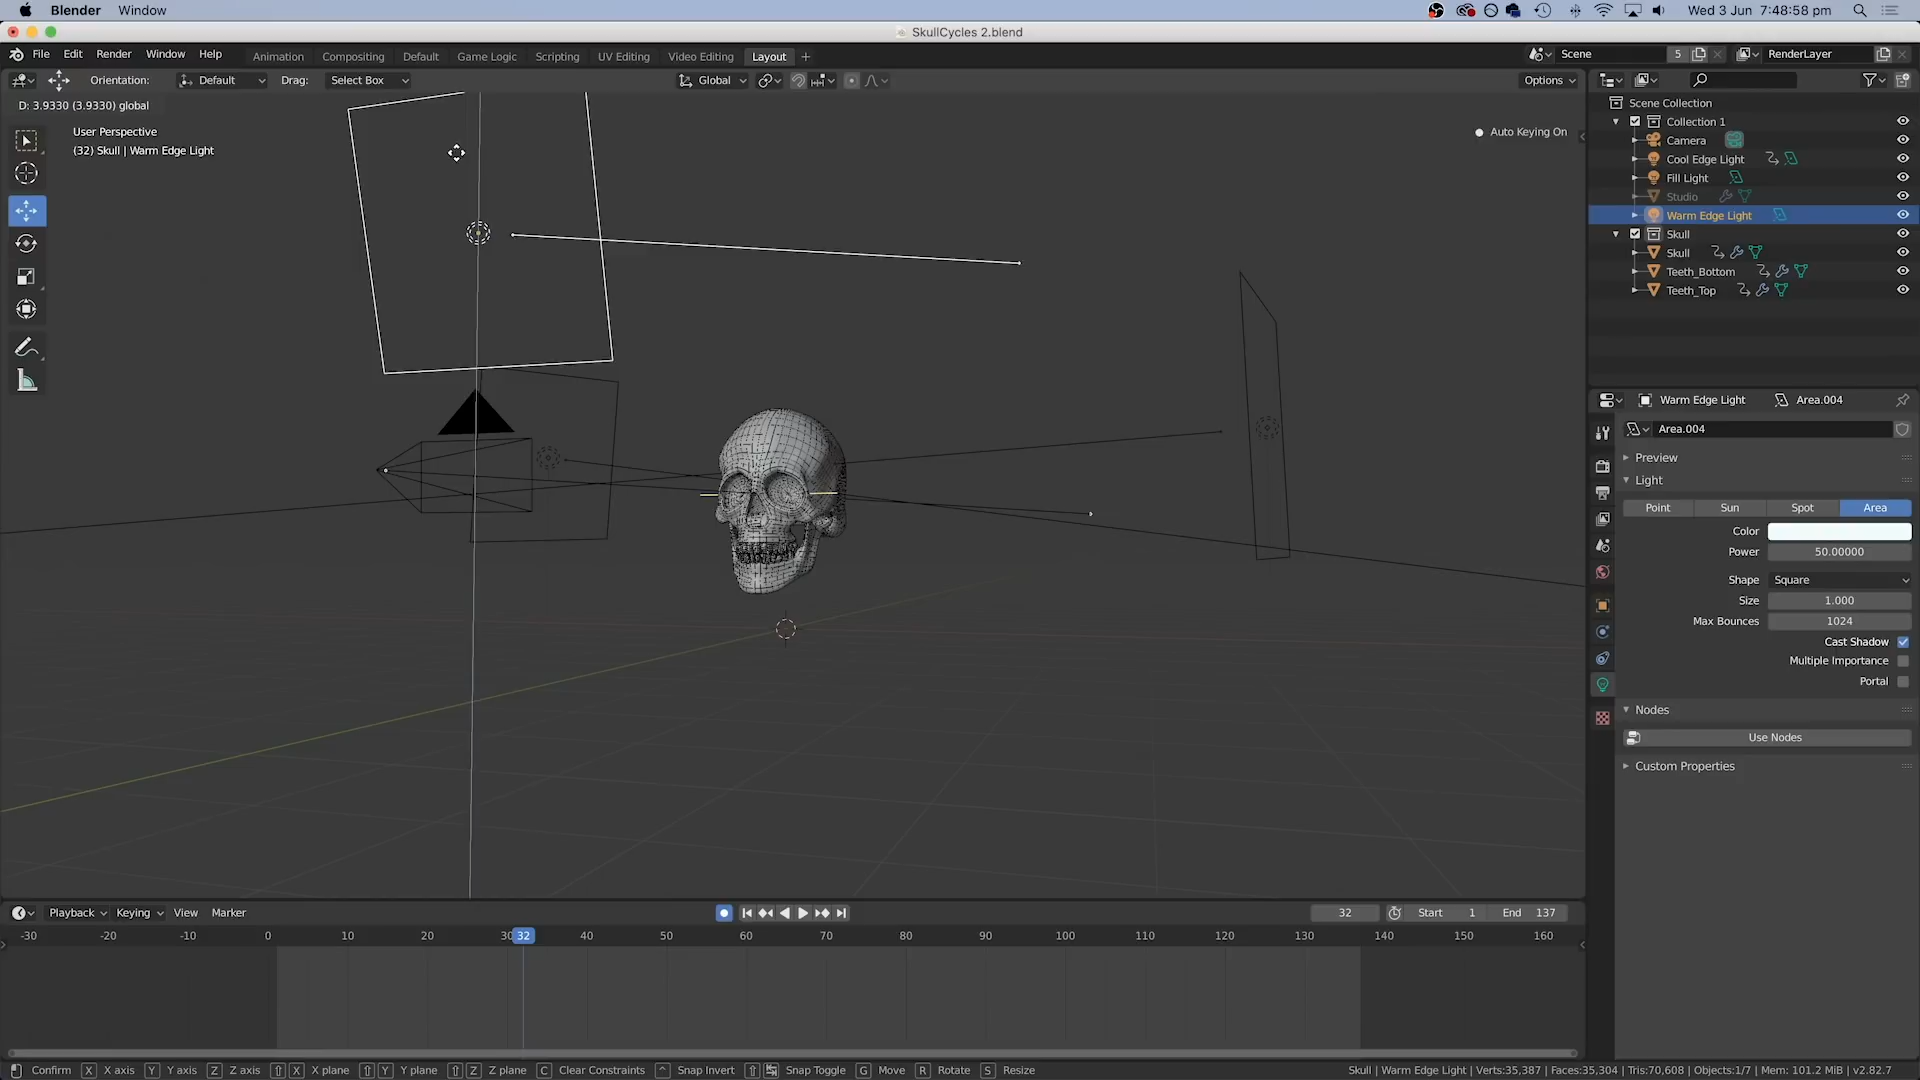 Blender Window
Wed 3 Jun 7:48:58 pm
SkullCycles 2.blend
File Edit Render Window Help
Animation Compositing Default Game Logic Scripting UV Editing Video Editing Layout +
Scene 5
RenderLayer
Orientation: Default Drag: Select Box
Global
Options
D: 3.9330 (3.9330) global
User Perspective
(32) Skull | Warm Edge Light
Auto Keying On
Scene Collection
Collection 1
Camera
Cool Edge Light
Fill Light
Studio
Warm Edge Light
Skull
Skull
Teeth_Bottom
Teeth_Top
Warm Edge Light Area.004
Area.004
Preview
Light
Point Sun Spot Area
Color
Power 50.00000
Shape Square
Size 1.000
Max Bounces 1024
Cast Shadow
Multiple Importance
Portal
Nodes
Use Nodes
Custom Properties
Playback Keying View Marker
32 Start 1 End 137
-30 -20 -10 0 10 20 30 32 40 50 60 70 80 90 100 110 120 130 140 150 160
Confirm X X axis Y Y axis Z Z axis X X plane Y Y plane Z Z plane C Clear Constraints Snap Invert Snap Toggle G Move R Rotate S Resize
Skull | Warm Edge Light | Verts:35,387 | Faces:35,304 | Tris:70,608 | Objects:1/7 | Mem: 101.2 MiB | v2.82.7